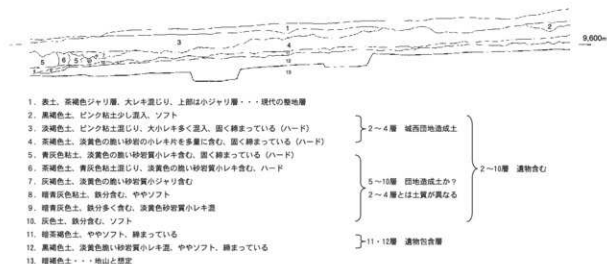 1
2
3
4
9,600m
5
6
5
13
13
1. 表土、茶褐色ジャリ層、大レキ混じり、上部は小ジャリ層・・・現代の整地層
2. 黒褐色土、ピンク粘土少し混入、ソフト
3. 淡褐色土、ピンク粘土混じり、大小レキ多く混入、固く締まっている（ハード）
4. 茶褐色土、淡黄色の脆い砂岩の小レキ片を多量に含む、固く締まっている（ハード）
2～4層 城西団地造成土
5. 青灰色粘土、淡黄色の脆い砂岩質小レキ含む、固く締まっている（ハード）
6. 茶褐色土、青灰色粘土混じり、淡黄色の脆い砂岩質小レキ含む、ハード
7. 灰褐色土、淡黄色の脆い砂岩質小ジャリ含む
8. 暗青灰色粘土、鉄分含む、ややソフト
9. 暗青灰色土、鉄分多く含む、淡黄色砂岩質小レキ混
10. 灰色土、鉄分含む、ソフト
5～10層 団地造成土か？
2～4層とは土質が異なる
2～10層 遺物含む
11. 暗茶褐色土、ややソフト、締まっている
12. 黒褐色土、淡黄色脆い砂岩質小レキ混、ややソフト、締まっている
11・12層 遺物包含層
13. 暗褐色土・・・地山と想定